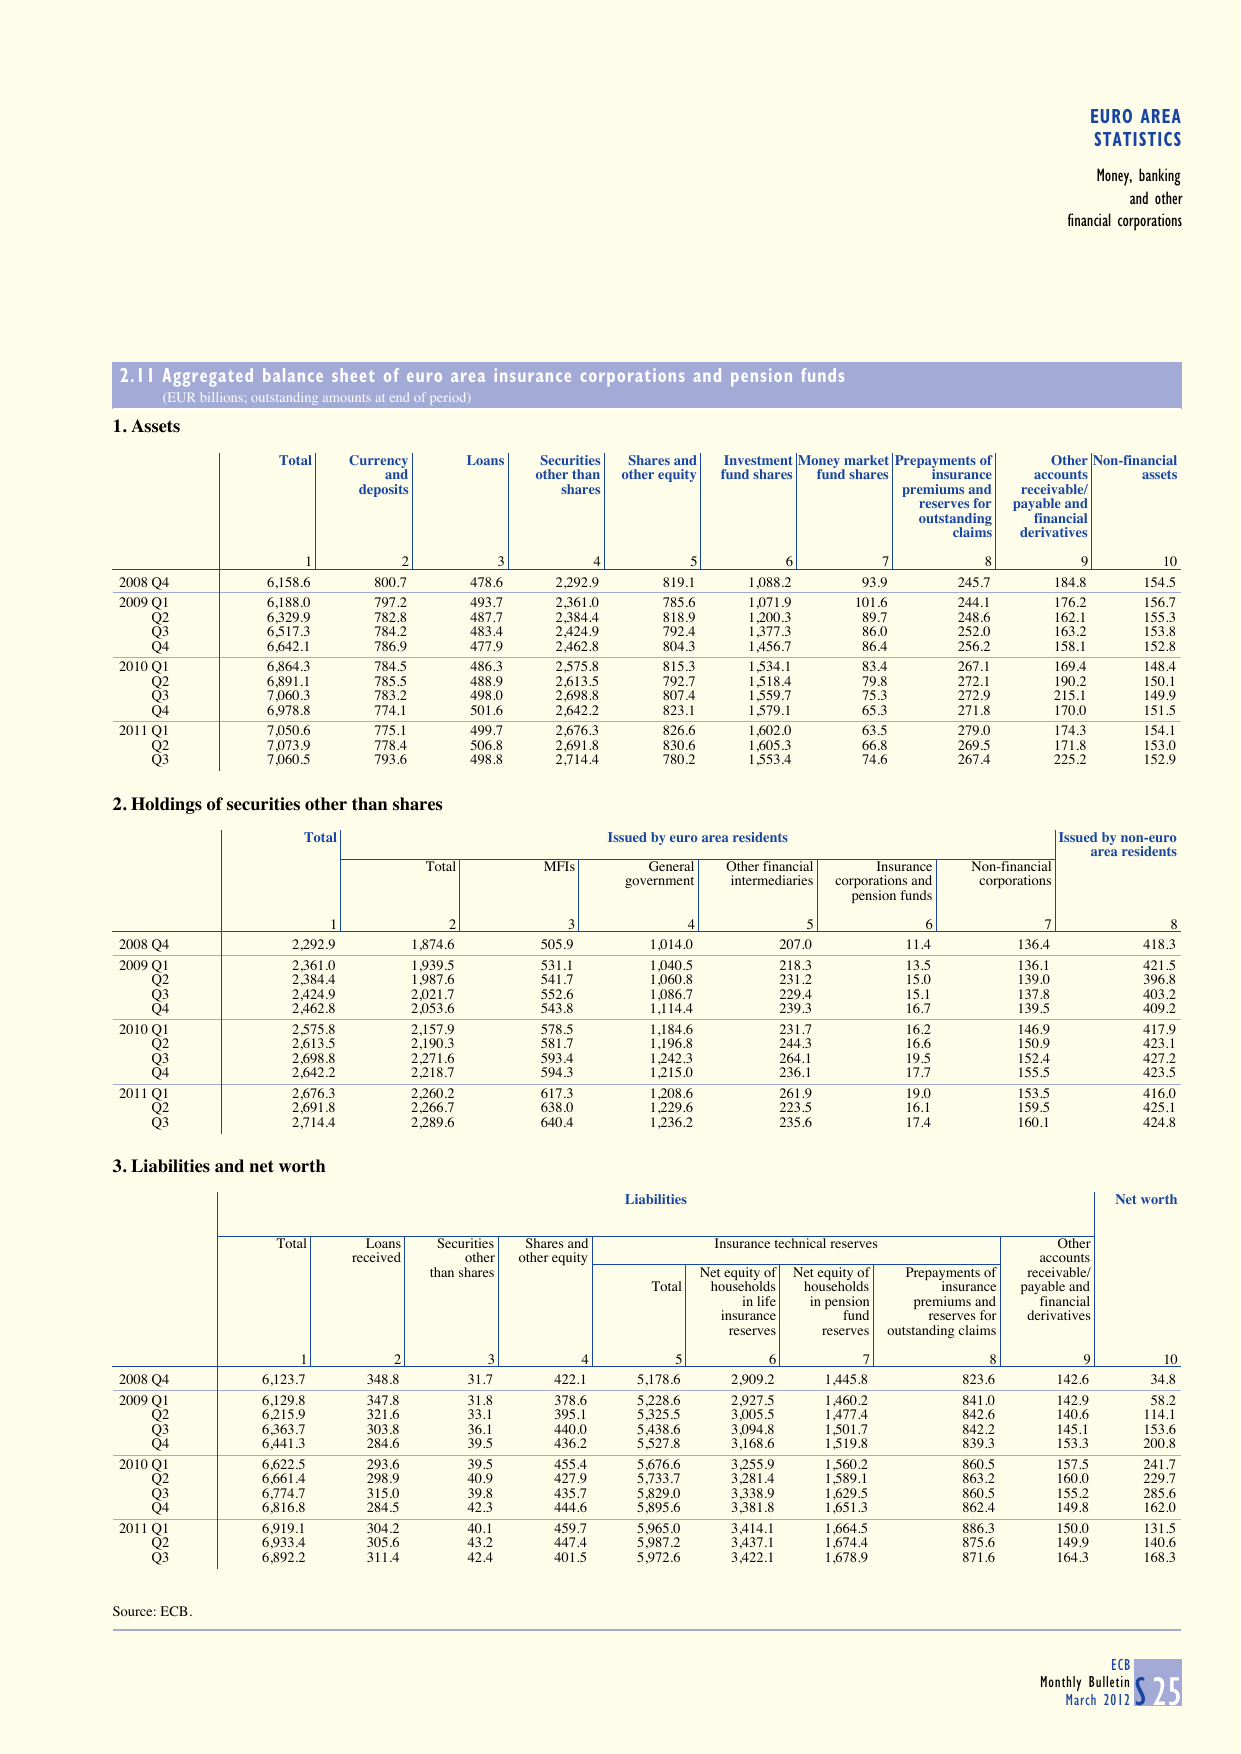 EURO AREA
STATISTICS
Money, banking
and other
financial corporations
2.11 Aggregated balance sheet of euro area insurance corporations and pension funds
(EUR billions; outstanding amounts at end of period)
1. Assets
Total Currency Loans Securities Shares and Investment Money market Prepayments of Other Non-financial
and other than other equity fund shares fund shares insurance accounts assets
deposits shares premiums and receivable/
reserves for payable and
outstanding financial
claims derivatives
1 2 3 4 5 6 7 8 9 10
2008 Q4 6,158.6 800.7 478.6 2,292.9 819.1 1,088.2 93.9 245.7 184.8 154.5
2009 Q1 6,188.0 797.2 493.7 2,361.0 785.6 1,071.9 101.6 244.1 176.2 156.7
Q2 6,329.9 782.8 487.7 2,384.4 818.9 1,200.3 89.7 248.6 162.1 155.3
Q3 6,517.3 784.2 483.4 2,424.9 792.4 1,377.3 86.0 252.0 163.2 153.8
Q4 6,642.1 786.9 477.9 2,462.8 804.3 1,456.7 86.4 256.2 158.1 152.8
2010 Q1 6,864.3 784.5 486.3 2,575.8 815.3 1,534.1 83.4 267.1 169.4 148.4
Q2 6,891.1 785.5 488.9 2,613.5 792.7 1,518.4 79.8 272.1 190.2 150.1
Q3 7,060.3 783.2 498.0 2,698.8 807.4 1,559.7 75.3 272.9 215.1 149.9
Q4 6,978.8 774.1 501.6 2,642.2 823.1 1,579.1 65.3 271.8 170.0 151.5
2011 Q1 7,050.6 775.1 499.7 2,676.3 826.6 1,602.0 63.5 279.0 174.3 154.1
Q2 7,073.9 778.4 506.8 2,691.8 830.6 1,605.3 66.8 269.5 171.8 153.0
Q3 7,060.5 793.6 498.8 2,714.4 780.2 1,553.4 74.6 267.4 225.2 152.9
2. Holdings of securities other than shares
Total Issued by euro area residents Issued by non-euro
area residents
Total MFIs General Other financial Insurance Non-financial
government intermediaries corporations and corporations
pension funds
1 2 3 4 5 6 7 8
2008 Q4 2,292.9 1,874.6 505.9 1,014.0 207.0 11.4 136.4 418.3
2009 Q1 2,361.0 1,939.5 531.1 1,040.5 218.3 13.5 136.1 421.5
Q2 2,384.4 1,987.6 541.7 1,060.8 231.2 15.0 139.0 396.8
Q3 2,424.9 2,021.7 552.6 1,086.7 229.4 15.1 137.8 403.2
Q4 2,462.8 2,053.6 543.8 1,114.4 239.3 16.7 139.5 409.2
2010 Q1 2,575.8 2,157.9 578.5 1,184.6 231.7 16.2 146.9 417.9
Q2 2,613.5 2,190.3 581.7 1,196.8 244.3 16.6 150.9 423.1
Q3 2,698.8 2,271.6 593.4 1,242.3 264.1 19.5 152.4 427.2
Q4 2,642.2 2,218.7 594.3 1,215.0 236.1 17.7 155.5 423.5
2011 Q1 2,676.3 2,260.2 617.3 1,208.6 261.9 19.0 153.5 416.0
Q2 2,691.8 2,266.7 638.0 1,229.6 223.5 16.1 159.5 425.1
Q3 2,714.4 2,289.6 640.4 1,236.2 235.6 17.4 160.1 424.8
3. Liabilities and net worth
Liabilities Net worth
Total Loans Securities Shares and Insurance technical reserves Other
received other other equity accounts
than shares Net equity of Net equity of Prepayments of receivable/
Total households households insurance payable and
in life in pension premiums and financial
insurance fund reserves for derivatives
reserves reserves outstanding claims
1 2 3 4 5 6 7 8 9 10
2008 Q4 6,123.7 348.8 31.7 422.1 5,178.6 2,909.2 1,445.8 823.6 142.6 34.8
2009 Q1 6,129.8 347.8 31.8 378.6 5,228.6 2,927.5 1,460.2 841.0 142.9 58.2
Q2 6,215.9 321.6 33.1 395.1 5,325.5 3,005.5 1,477.4 842.6 140.6 114.1
Q3 6,363.7 303.8 36.1 440.0 5,438.6 3,094.8 1,501.7 842.2 145.1 153.6
Q4 6,441.3 284.6 39.5 436.2 5,527.8 3,168.6 1,519.8 839.3 153.3 200.8
2010 Q1 6,622.5 293.6 39.5 455.4 5,676.6 3,255.9 1,560.2 860.5 157.5 241.7
Q2 6,661.4 298.9 40.9 427.9 5,733.7 3,281.4 1,589.1 863.2 160.0 229.7
Q3 6,774.7 315.0 39.8 435.7 5,829.0 3,338.9 1,629.5 860.5 155.2 285.6
Q4 6,816.8 284.5 42.3 444.6 5,895.6 3,381.8 1,651.3 862.4 149.8 162.0
2011 Q1 6,919.1 304.2 40.1 459.7 5,965.0 3,414.1 1,664.5 886.3 150.0 131.5
Q2 6,933.4 305.6 43.2 447.4 5,987.2 3,437.1 1,674.4 875.6 149.9 140.6
Q3 6,892.2 311.4 42.4 401.5 5,972.6 3,422.1 1,678.9 871.6 164.3 168.3
Source: ECB.
ECB
Monthly Bulletin
March 2012 S 25